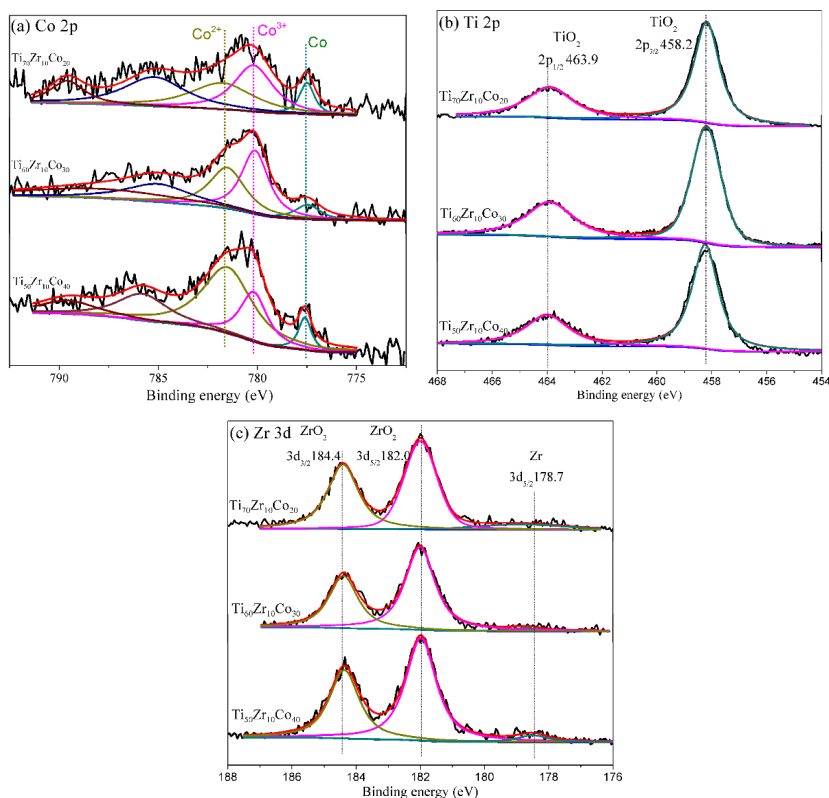 (a) Co 2p
Co²⁺
Co³⁺
Co
Ti₇₀Zr₁₀Co₂₀
Ti₆₀Zr₁₀Co₃₀
Ti₅₀Zr₁₀Co₄₀
790 785 780 775
Binding energy (eV)
(b) Ti 2p
TiO₂
2p₁/₂ 463.9
TiO₂
2p₃/₂ 458.2
Ti₇₀Zr₁₀Co₂₀
Ti₆₀Zr₁₀Co₃₀
Ti₅₀Zr₁₀Co₄₀
468 466 464 462 460 458 456 454
Binding energy (eV)
(c) Zr 3d
ZrO₂
3d₃/₂ 184.4
ZrO₂
3d₅/₂ 182.0
Zr
3d₅/₂ 178.7
Ti₇₀Zr₁₀Co₂₀
Ti₆₀Zr₁₀Co₃₀
Ti₅₀Zr₁₀Co₄₀
188 186 184 182 180 178 176
Binding energy (eV)